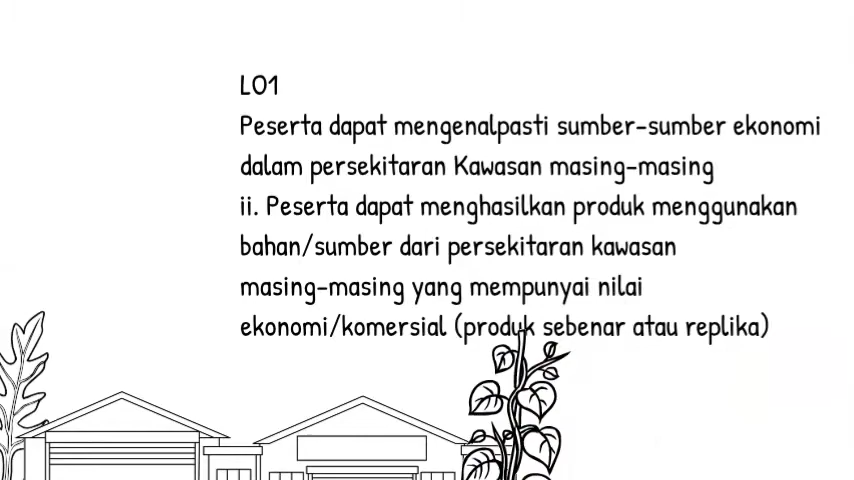 LO1
Peserta dapat mengenalpasti sumber-sumber ekonomi
dalam persekitaran Kawasan masing-masing
ii. Peserta dapat menghasilkan produk menggunakan
bahan/sumber dari persekitaran kawasan
masing-masing yang mempunyai nilai
ekonomi/komersial (produk sebenar atau replika)